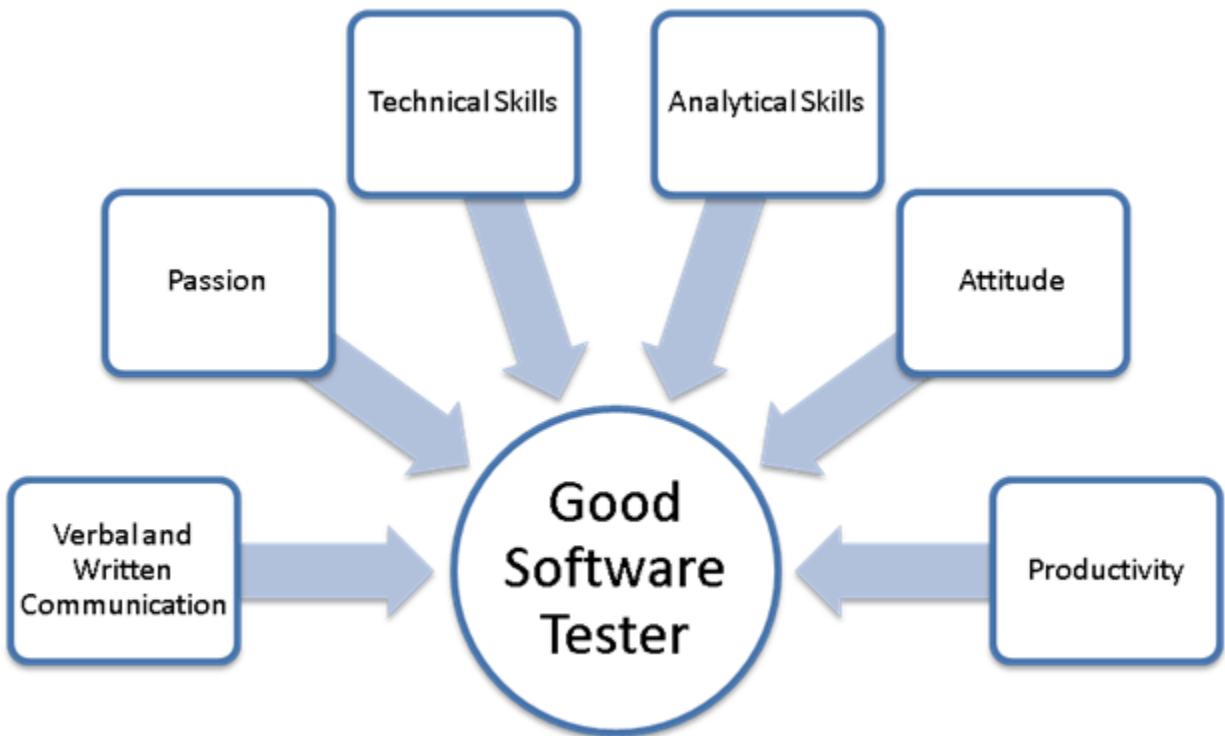 Technical Skills
Analytical Skills
Passion
Attitude
Verbal and
Written
Communication
Good
Software
Tester
Productivity